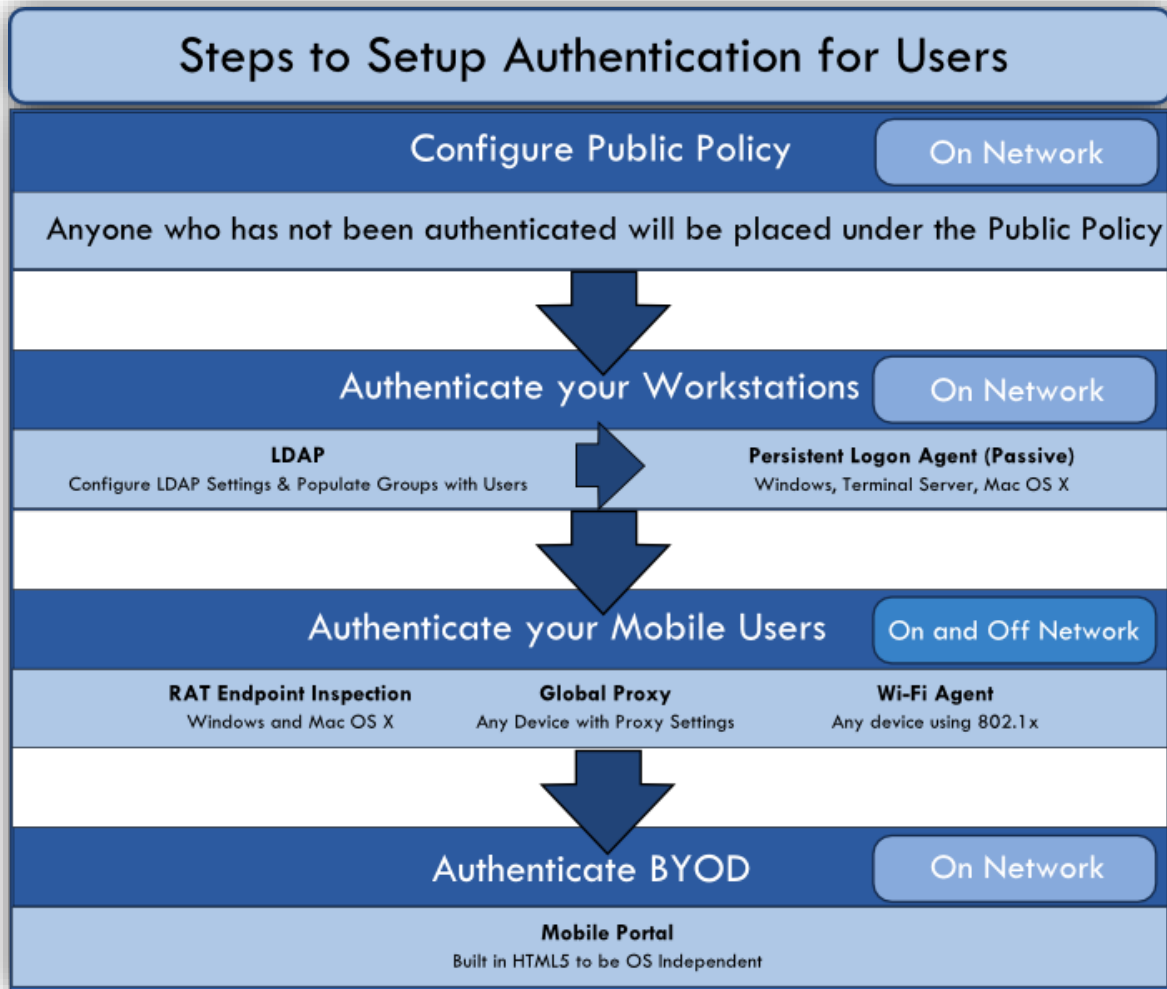 Steps to Setup Authentication for Users
Configure Public Policy
On Network
Anyone who has not been authenticated will be placed under the Public Policy
Authenticate your Workstations
On Network
LDAP
Configure LDAP Settings & Populate Groups with Users
Persistent Logon Agent (Passive)
Windows, Terminal Server, Mac OS X
Authenticate your Mobile Users
On and Off Network
RAT Endpoint Inspection
Windows and Mac OS X
Global Proxy
Any Device with Proxy Settings
Wi-Fi Agent
Any device using 802.1x
Authenticate BYOD
On Network
Mobile Portal
Built in HTML5 to be OS Independent